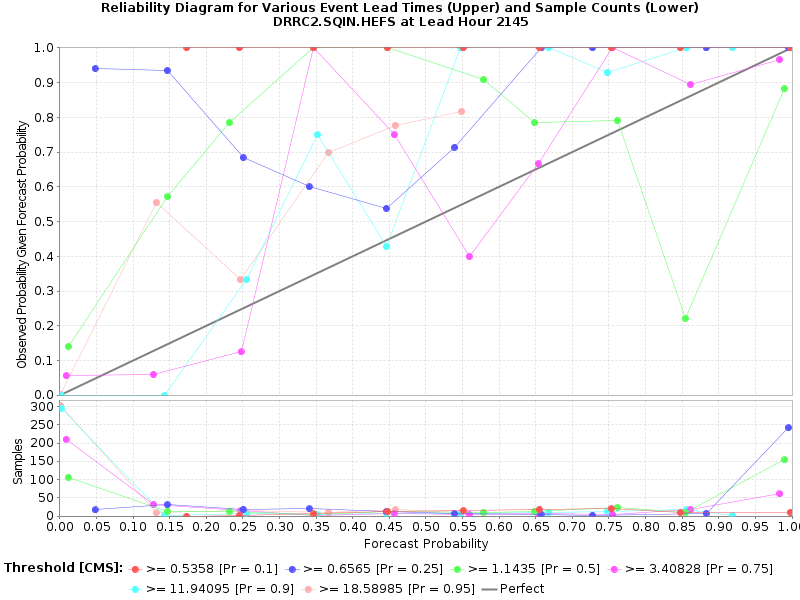 Reliability Diagram for Various Event Lead Times (Upper) and Sample Counts (Lower)
DRRC2.SQIN.HEFS at Lead Hour 2145
Observed Probability Given Forecast Probability
1.0
0.9
0.8
0.7
0.6
0.5
0.4
0.3
0.2
0.1
0.0
Samples
300
250
200
150
100
50
0
0.00 0.05 0.10 0.15 0.20 0.25 0.30 0.35 0.40 0.45 0.50 0.55 0.60 0.65 0.70 0.75 0.80 0.85 0.90 0.95 1.0
Forecast Probability
Threshold [CMS]: >= 0.5358 [Pr = 0.1] >= 0.6565 [Pr = 0.25] >= 1.1435 [Pr = 0.5] >= 3.40828 [Pr = 0.75]
>= 11.94095 [Pr = 0.9] >= 18.58985 [Pr = 0.95] Perfect